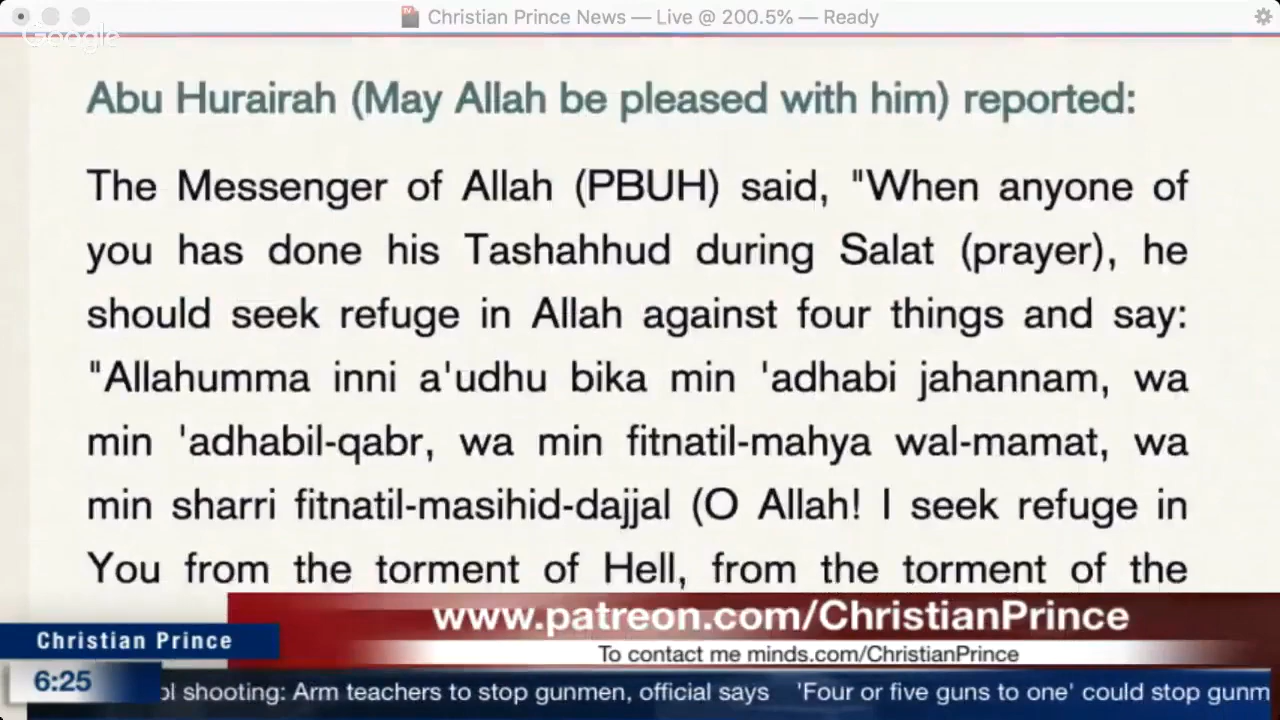 Christian Prince News — Live @ 200.5% — Ready
Google
Abu Hurairah (May Allah be pleased with him) reported:
The Messenger of Allah (PBUH) said, "When anyone of
you has done his Tashahhud during Salat (prayer), he
should seek refuge in Allah against four things and say:
"Allahumma inni a'udhu bika min 'adhabi jahannam, wa
min 'adhabil-qabr, wa min fitnatil-mahya wal-mamat, wa
min sharri fitnatil-masihid-dajjal (O Allah! I seek refuge in
You from the torment of Hell, from the torment of the
www.patreon.com/ChristianPrince
Christian Prince
To contact me minds.com/ChristianPrince
6:25
ol shooting: Arm teachers to stop gunmen, official says 'Four or five guns to one' could stop gunm